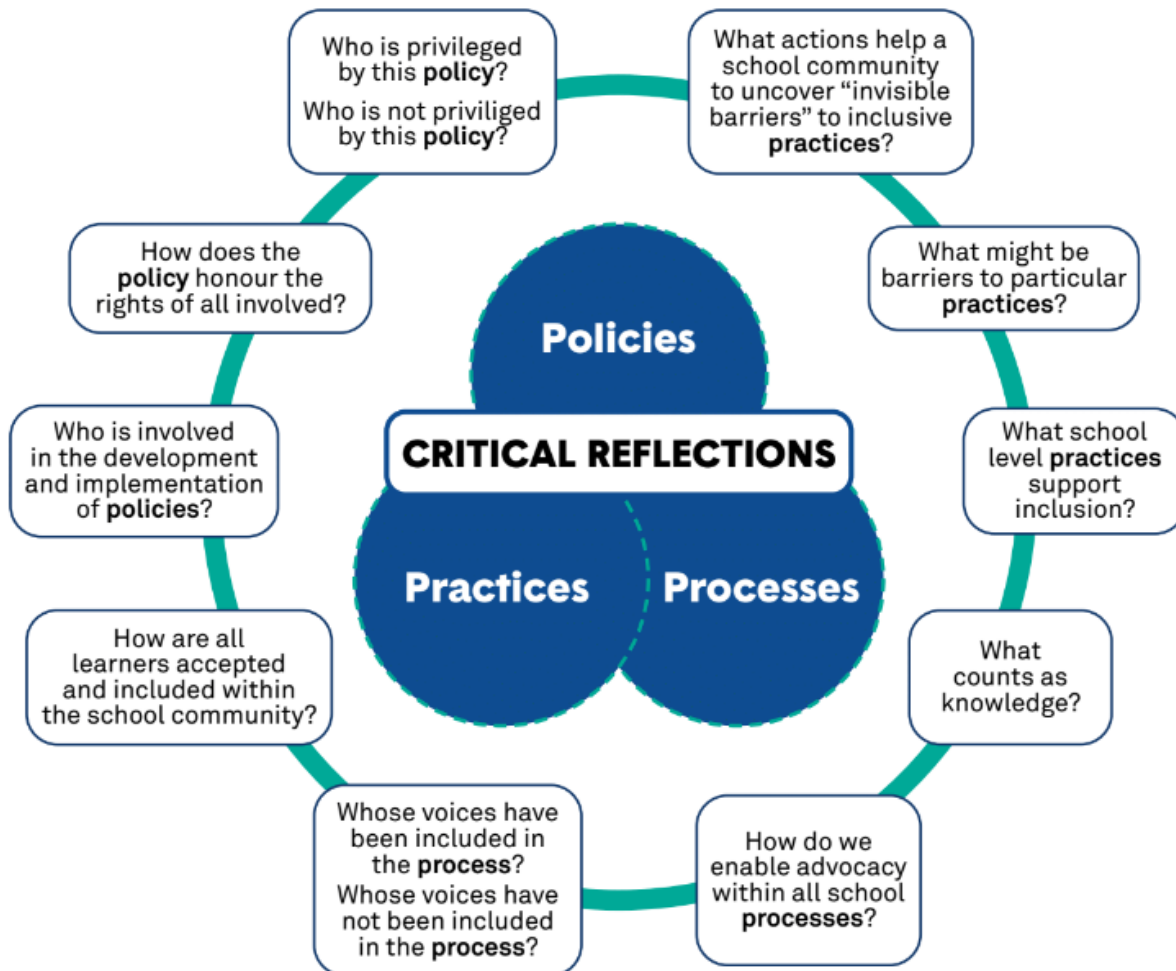 Who is privileged
by this policy?
Who is not priviliged
by this policy?
What actions help a
school community
to uncover “invisible
barriers” to inclusive
practices?
How does the
policy honour the
rights of all involved?
What might be
barriers to particular
practices?
Policies
Who is involved
in the development
and implementation
of policies?
CRITICAL REFLECTIONS
What school
level practices
support
inclusion?
Practices
Processes
How are all
learners accepted
and included within
the school community?
What
counts as
knowledge?
Whose voices have
been included in
the process?
Whose voices have
not been included
in the process?
How do we
enable advocacy
within all school
processes?